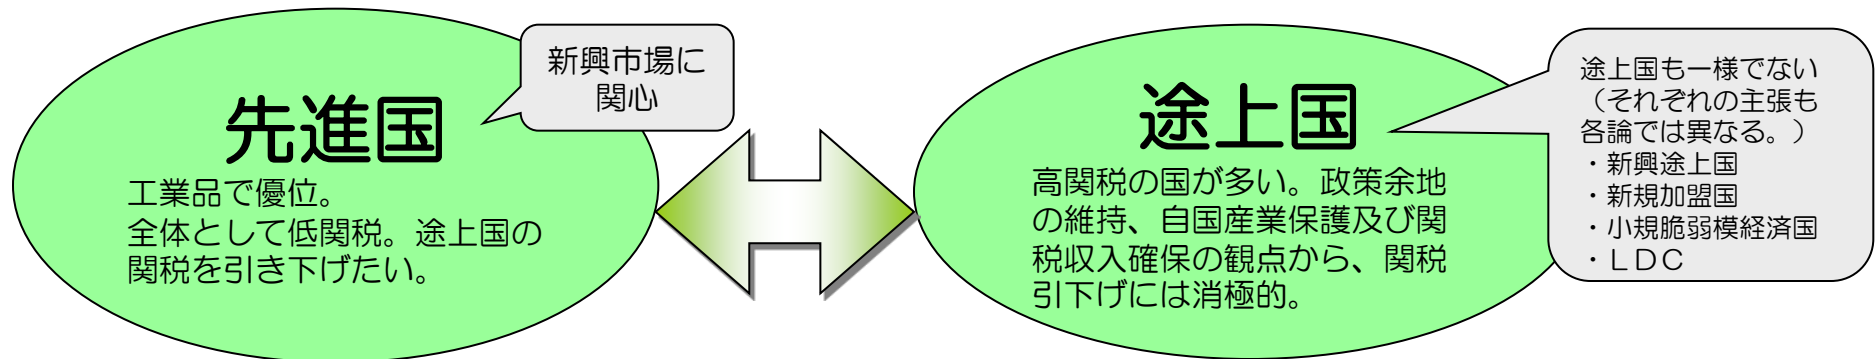 先進国
新興市場に
関心
工業品で優位。
全体として低関税。途上国の
関税を引き下げたい。
途上国
高関税の国が多い。政策余地
の維持、自国産業保護及び関
税収入確保の観点から、関税
引下げには消極的。
途上国も一様でない
（それぞれの主張も
各論では異なる。）
・新興途上国
・新規加盟国
・小規脆弱模経済国
・ＬＤＣ